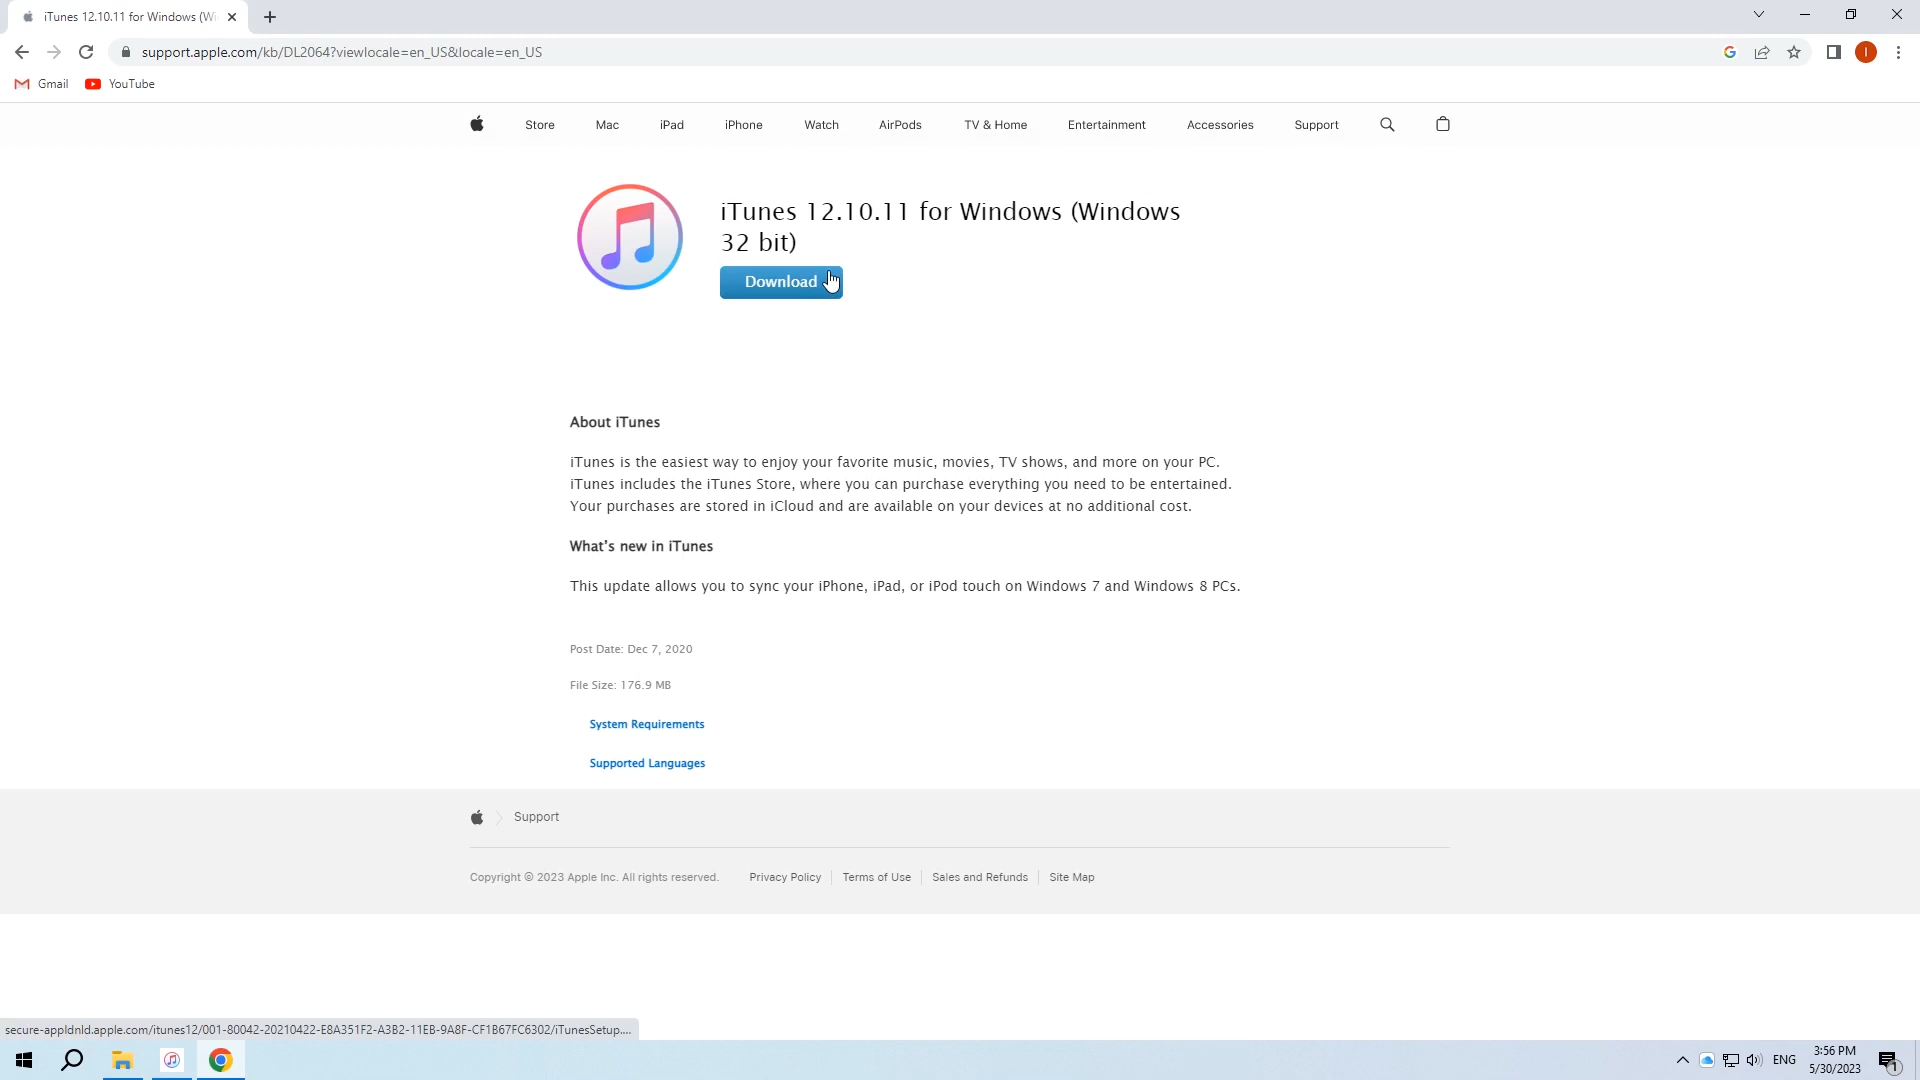 iTunes 12.10.11 for Windows (Wi
support.apple.com/kb/DL2064?viewlocale=en_US&locale=en_US
I
Gmail
YouTube
Store
Mac
iPad
iPhone
Watch
AirPods
TV & Home
Entertainment
Accessories
Support
iTunes 12.10.11 for Windows (Windows
32 bit)
Download
About iTunes
iTunes is the easiest way to enjoy your favorite music, movies, TV shows, and more on your PC.
iTunes includes the iTunes Store, where you can purchase everything you need to be entertained.
Your purchases are stored in iCloud and are available on your devices at no additional cost.
What's new in iTunes
This update allows you to sync your iPhone, iPad, or iPod touch on Windows 7 and Windows 8 PCs.
Post Date: Dec 7, 2020
File Size: 176.9 MB
System Requirements
Supported Languages
Support
Copyright © 2023 Apple Inc. All rights reserved.
Privacy Policy
Terms of Use
Sales and Refunds
Site Map
secure-appldnld.apple.com/itunes12/001-80042-20210422-E8A351F2-A3B2-11EB-9A8F-CF1B67FC6302/iTunesSetup....
ENG
3:56 PM
5/30/2023
1